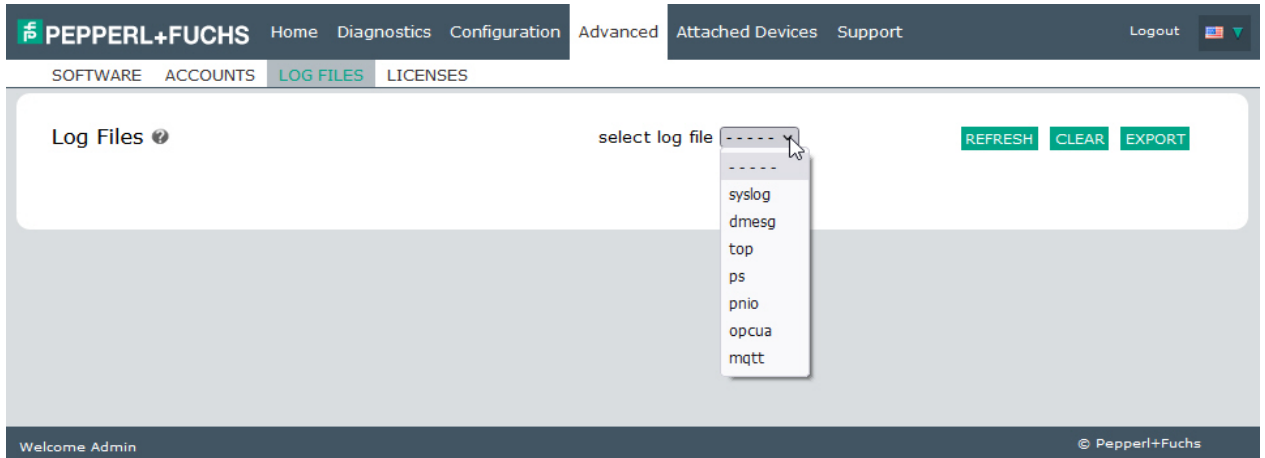 PEPPERL+FUCHS Home Diagnostics Configuration Advanced Attached Devices Support Logout
SOFTWARE ACCOUNTS LOG FILES LICENSES
Log Files ? select log file - - - - - REFRESH CLEAR EXPORT
- - - - -
syslog
dmesg
top
ps
pnio
opcua
mqtt
Welcome Admin © Pepperl+Fuchs